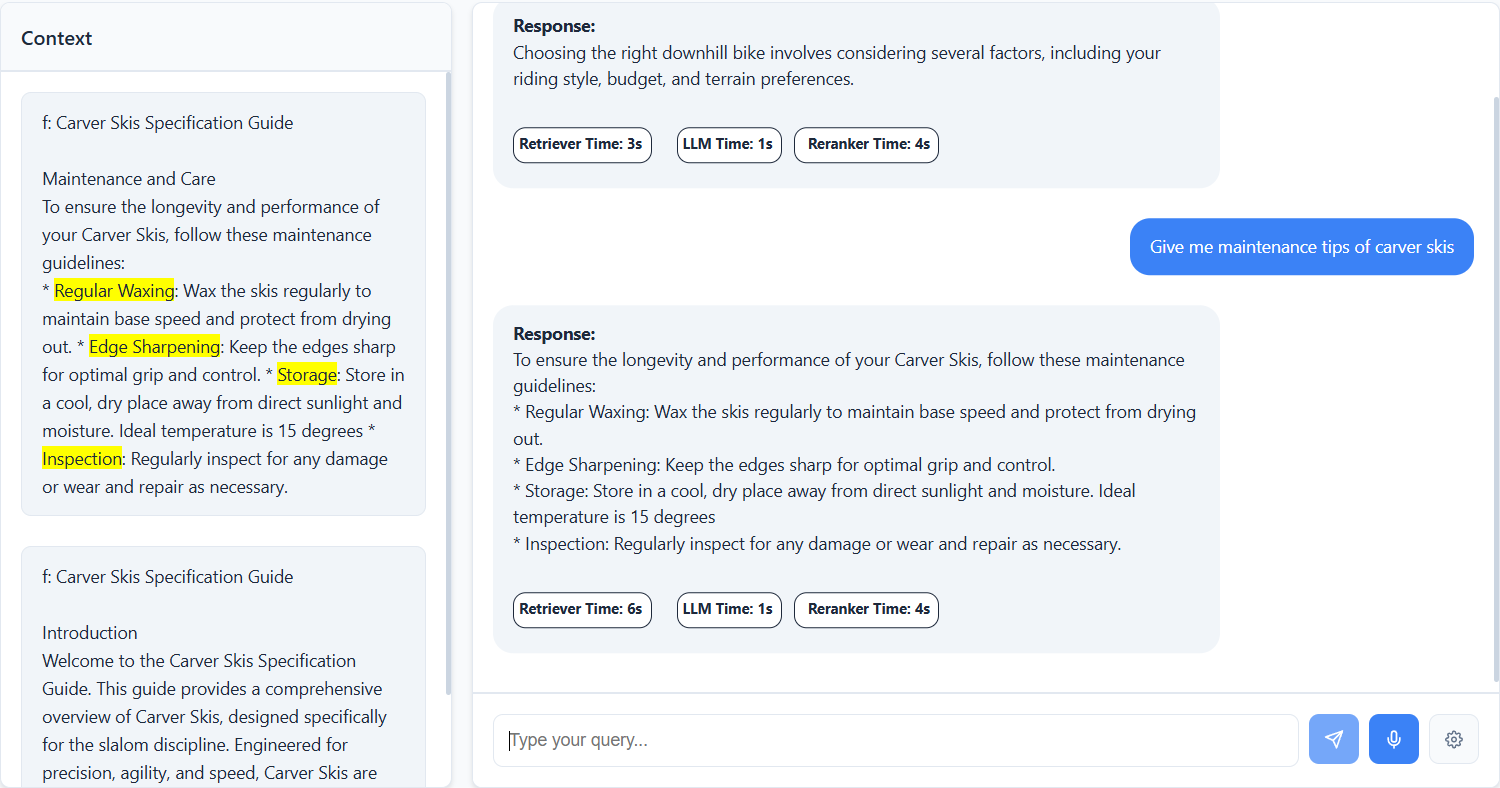 Context
f: Carver Skis Specification Guide
Maintenance and Care
To ensure the longevity and performance of
your Carver Skis, follow these maintenance
guidelines:
* Regular Waxing: Wax the skis regularly to
maintain base speed and protect from drying
out. * Edge Sharpening: Keep the edges sharp
for optimal grip and control. * Storage: Store in
a cool, dry place away from direct sunlight and
moisture. Ideal temperature is 15 degrees *
Inspection: Regularly inspect for any damage
or wear and repair as necessary.
f: Carver Skis Specification Guide
Introduction
Welcome to the Carver Skis Specification
Guide. This guide provides a comprehensive
overview of Carver Skis, designed specifically
for the slalom discipline. Engineered for
precision, agility, and speed, Carver Skis are
Response:
Choosing the right downhill bike involves considering several factors, including your
riding style, budget, and terrain preferences.
Retriever Time: 3s LLM Time: 1s Reranker Time: 4s
Give me maintenance tips of carver skis
Response:
To ensure the longevity and performance of your Carver Skis, follow these maintenance
guidelines:
* Regular Waxing: Wax the skis regularly to maintain base speed and protect from drying
out.
* Edge Sharpening: Keep the edges sharp for optimal grip and control.
* Storage: Store in a cool, dry place away from direct sunlight and moisture. Ideal
temperature is 15 degrees
* Inspection: Regularly inspect for any damage or wear and repair as necessary.
Retriever Time: 6s LLM Time: 1s Reranker Time: 4s
Type your query...